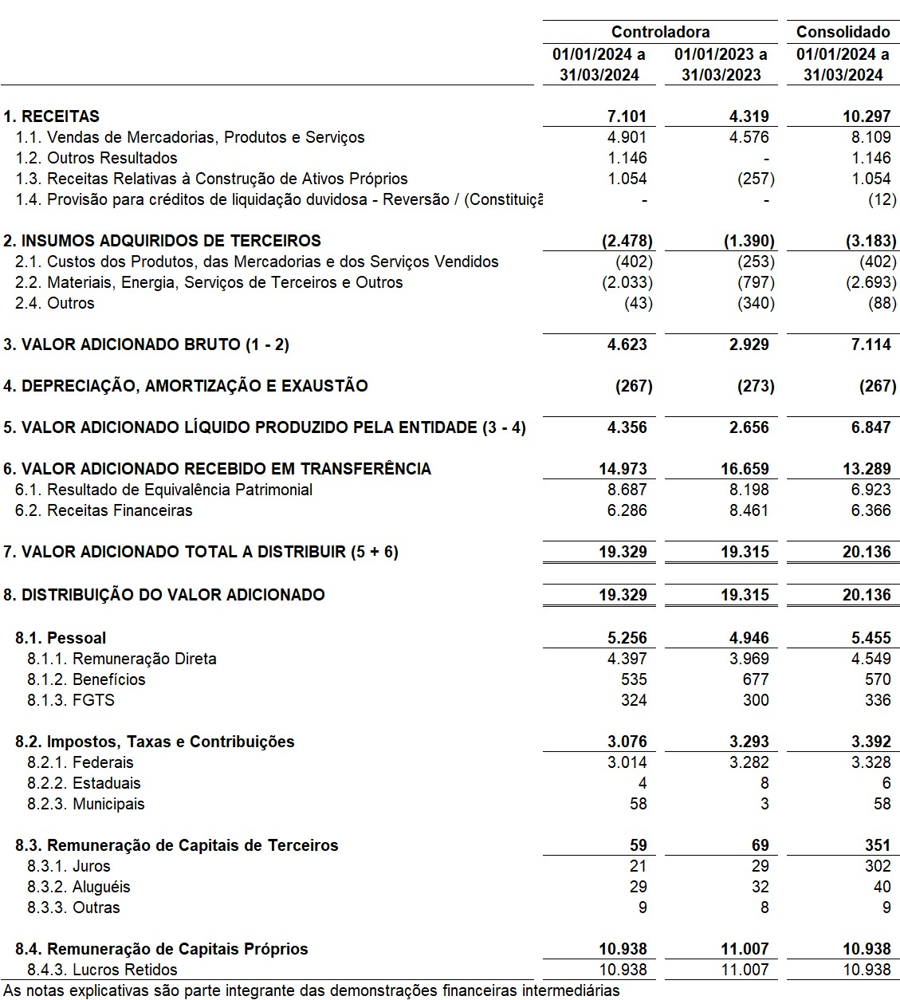 Controladora Consolidado
01/01/2024 a 01/01/2023 a 01/01/2024 a
31/03/2024 31/03/2023 31/03/2024
1. RECEITAS 7.101 4.319 10.297
1.1. Vendas de Mercadorias, Produtos e Serviços 4.901 4.576 8.109
1.2. Outros Resultados 1.146 - 1.146
1.3. Receitas Relativas à Construção de Ativos Próprios 1.054 (257) 1.054
1.4. Provisão para créditos de liquidação duvidosa - Reversão / (Constituiçã - - (12)
2. INSUMOS ADQUIRIDOS DE TERCEIROS (2.478) (1.390) (3.183)
2.1. Custos dos Produtos, das Mercadorias e dos Serviços Vendidos (402) (253) (402)
2.2. Materiais, Energia, Serviços de Terceiros e Outros (2.033) (797) (2.693)
2.4. Outros (43) (340) (88)
3. VALOR ADICIONADO BRUTO (1 - 2) 4.623 2.929 7.114
4. DEPRECIAÇÃO, AMORTIZAÇÃO E EXAUSTÃO (267) (273) (267)
5. VALOR ADICIONADO LÍQUIDO PRODUZIDO PELA ENTIDADE (3 - 4) 4.356 2.656 6.847
6. VALOR ADICIONADO RECEBIDO EM TRANSFERÊNCIA 14.973 16.659 13.289
6.1. Resultado de Equivalência Patrimonial 8.687 8.198 6.923
6.2. Receitas Financeiras 6.286 8.461 6.366
7. VALOR ADICIONADO TOTAL A DISTRIBUIR (5 + 6) 19.329 19.315 20.136
8. DISTRIBUIÇÃO DO VALOR ADICIONADO 19.329 19.315 20.136
8.1. Pessoal 5.256 4.946 5.455
8.1.1. Remuneração Direta 4.397 3.969 4.549
8.1.2. Benefícios 535 677 570
8.1.3. FGTS 324 300 336
8.2. Impostos, Taxas e Contribuições 3.076 3.293 3.392
8.2.1. Federais 3.014 3.282 3.328
8.2.2. Estaduais 4 8 6
8.2.3. Municipais 58 3 58
8.3. Remuneração de Capitais de Terceiros 59 69 351
8.3.1. Juros 21 29 302
8.3.2. Aluguéis 29 32 40
8.3.3. Outras 9 8 9
8.4. Remuneração de Capitais Próprios 10.938 11.007 10.938
8.4.3. Lucros Retidos 10.938 11.007 10.938
As notas explicativas são parte integrante das demonstrações financeiras intermediárias